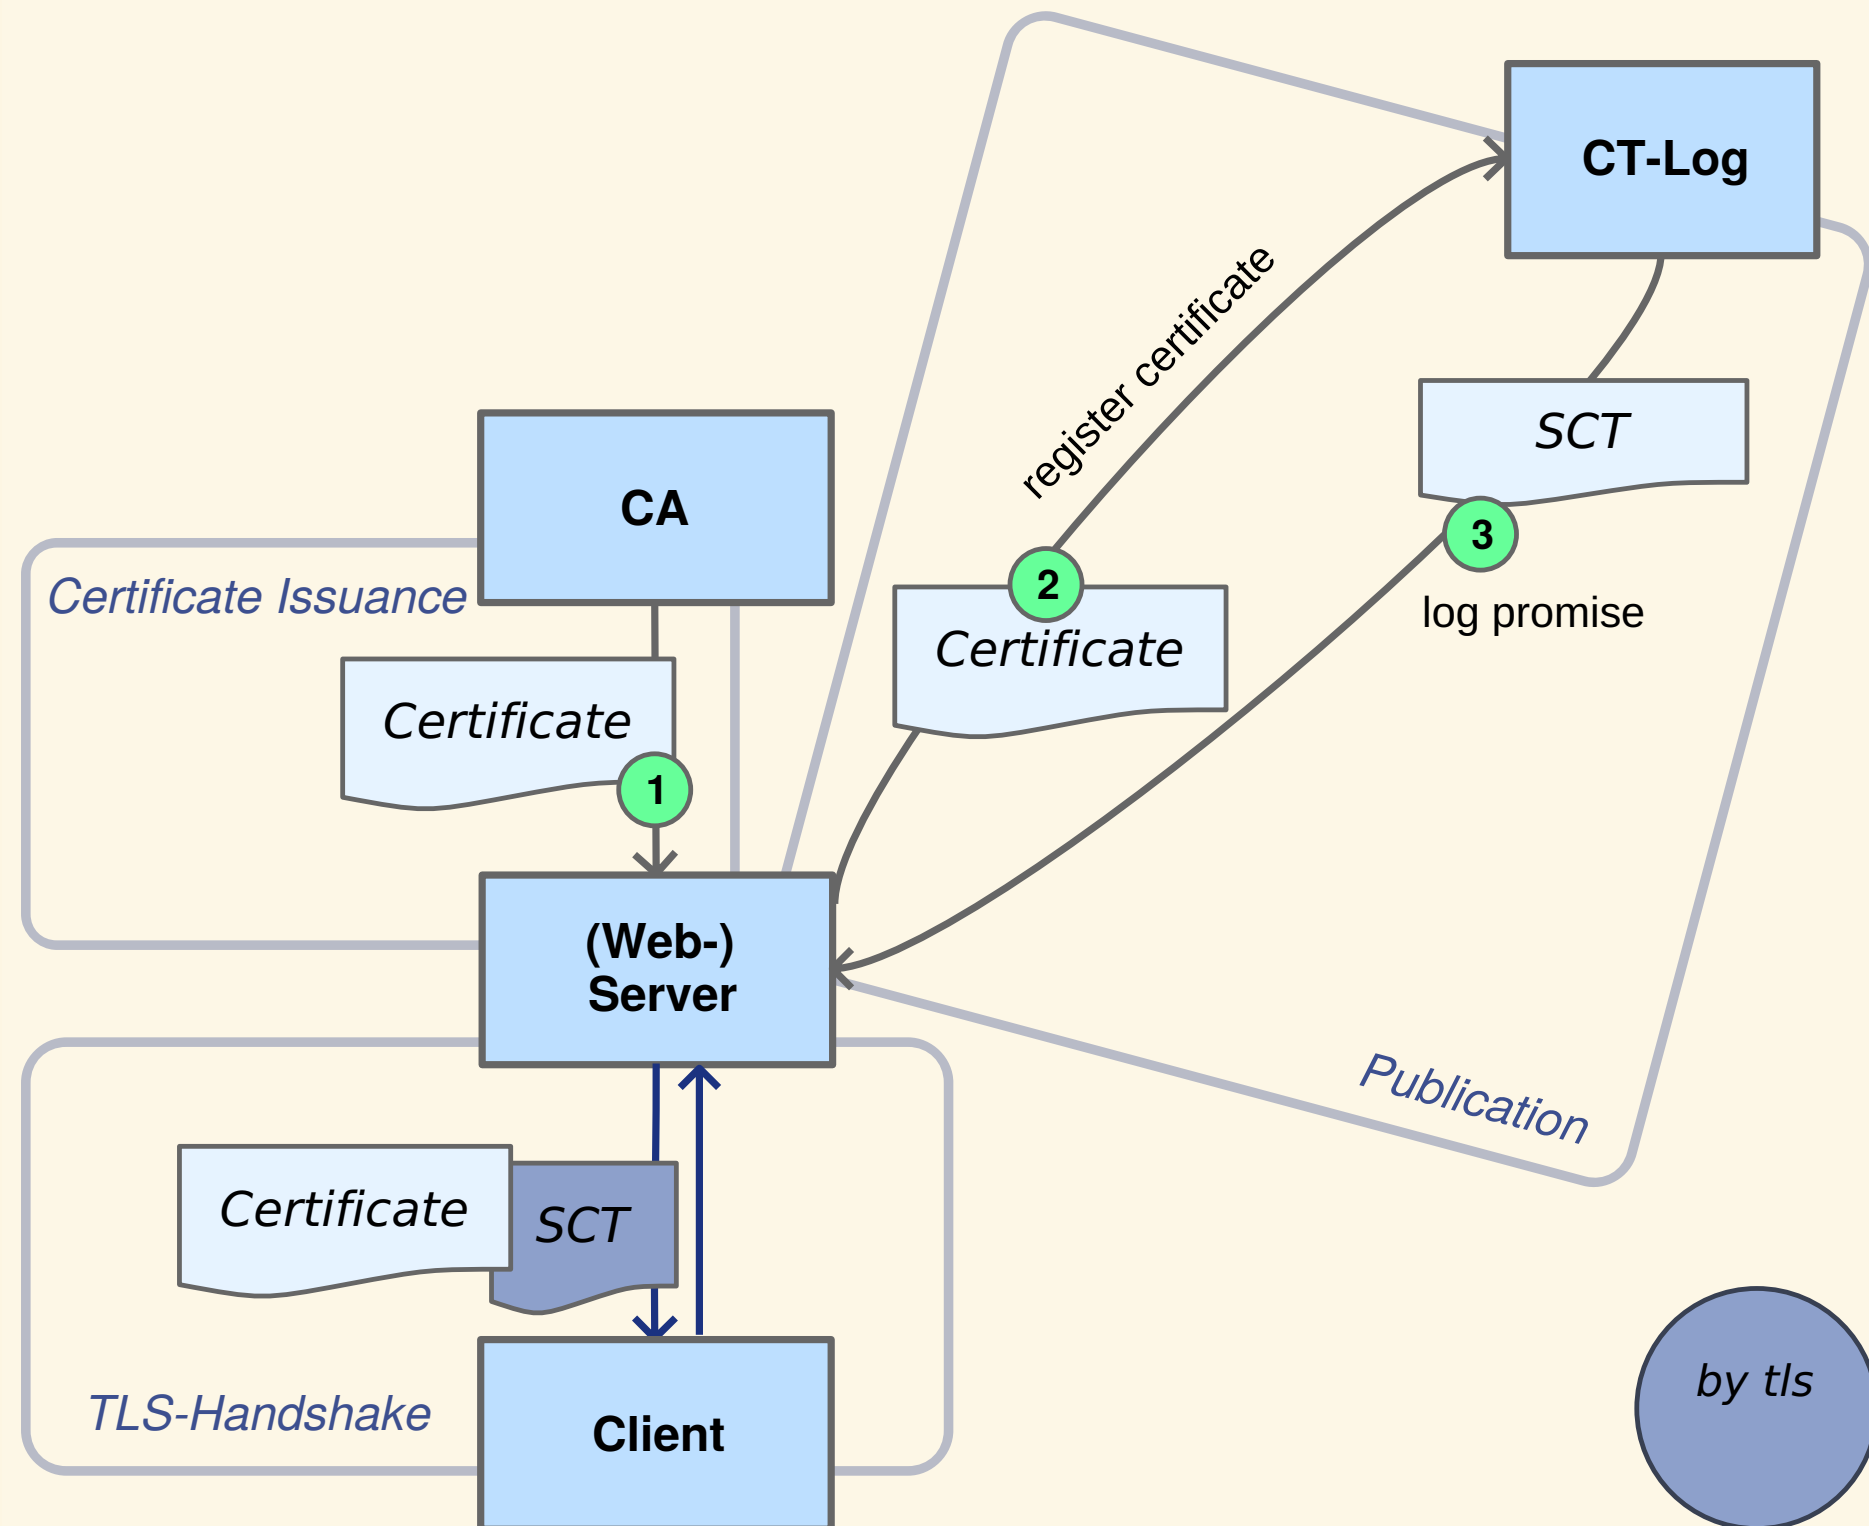 CT-Log
register certificate
SCT
3
log promise
CA
Certificate Issuance
2
Certificate
Certificate
1
(Web-)
Server
Publication
Certificate
SCT
TLS-Handshake
Client
by tls